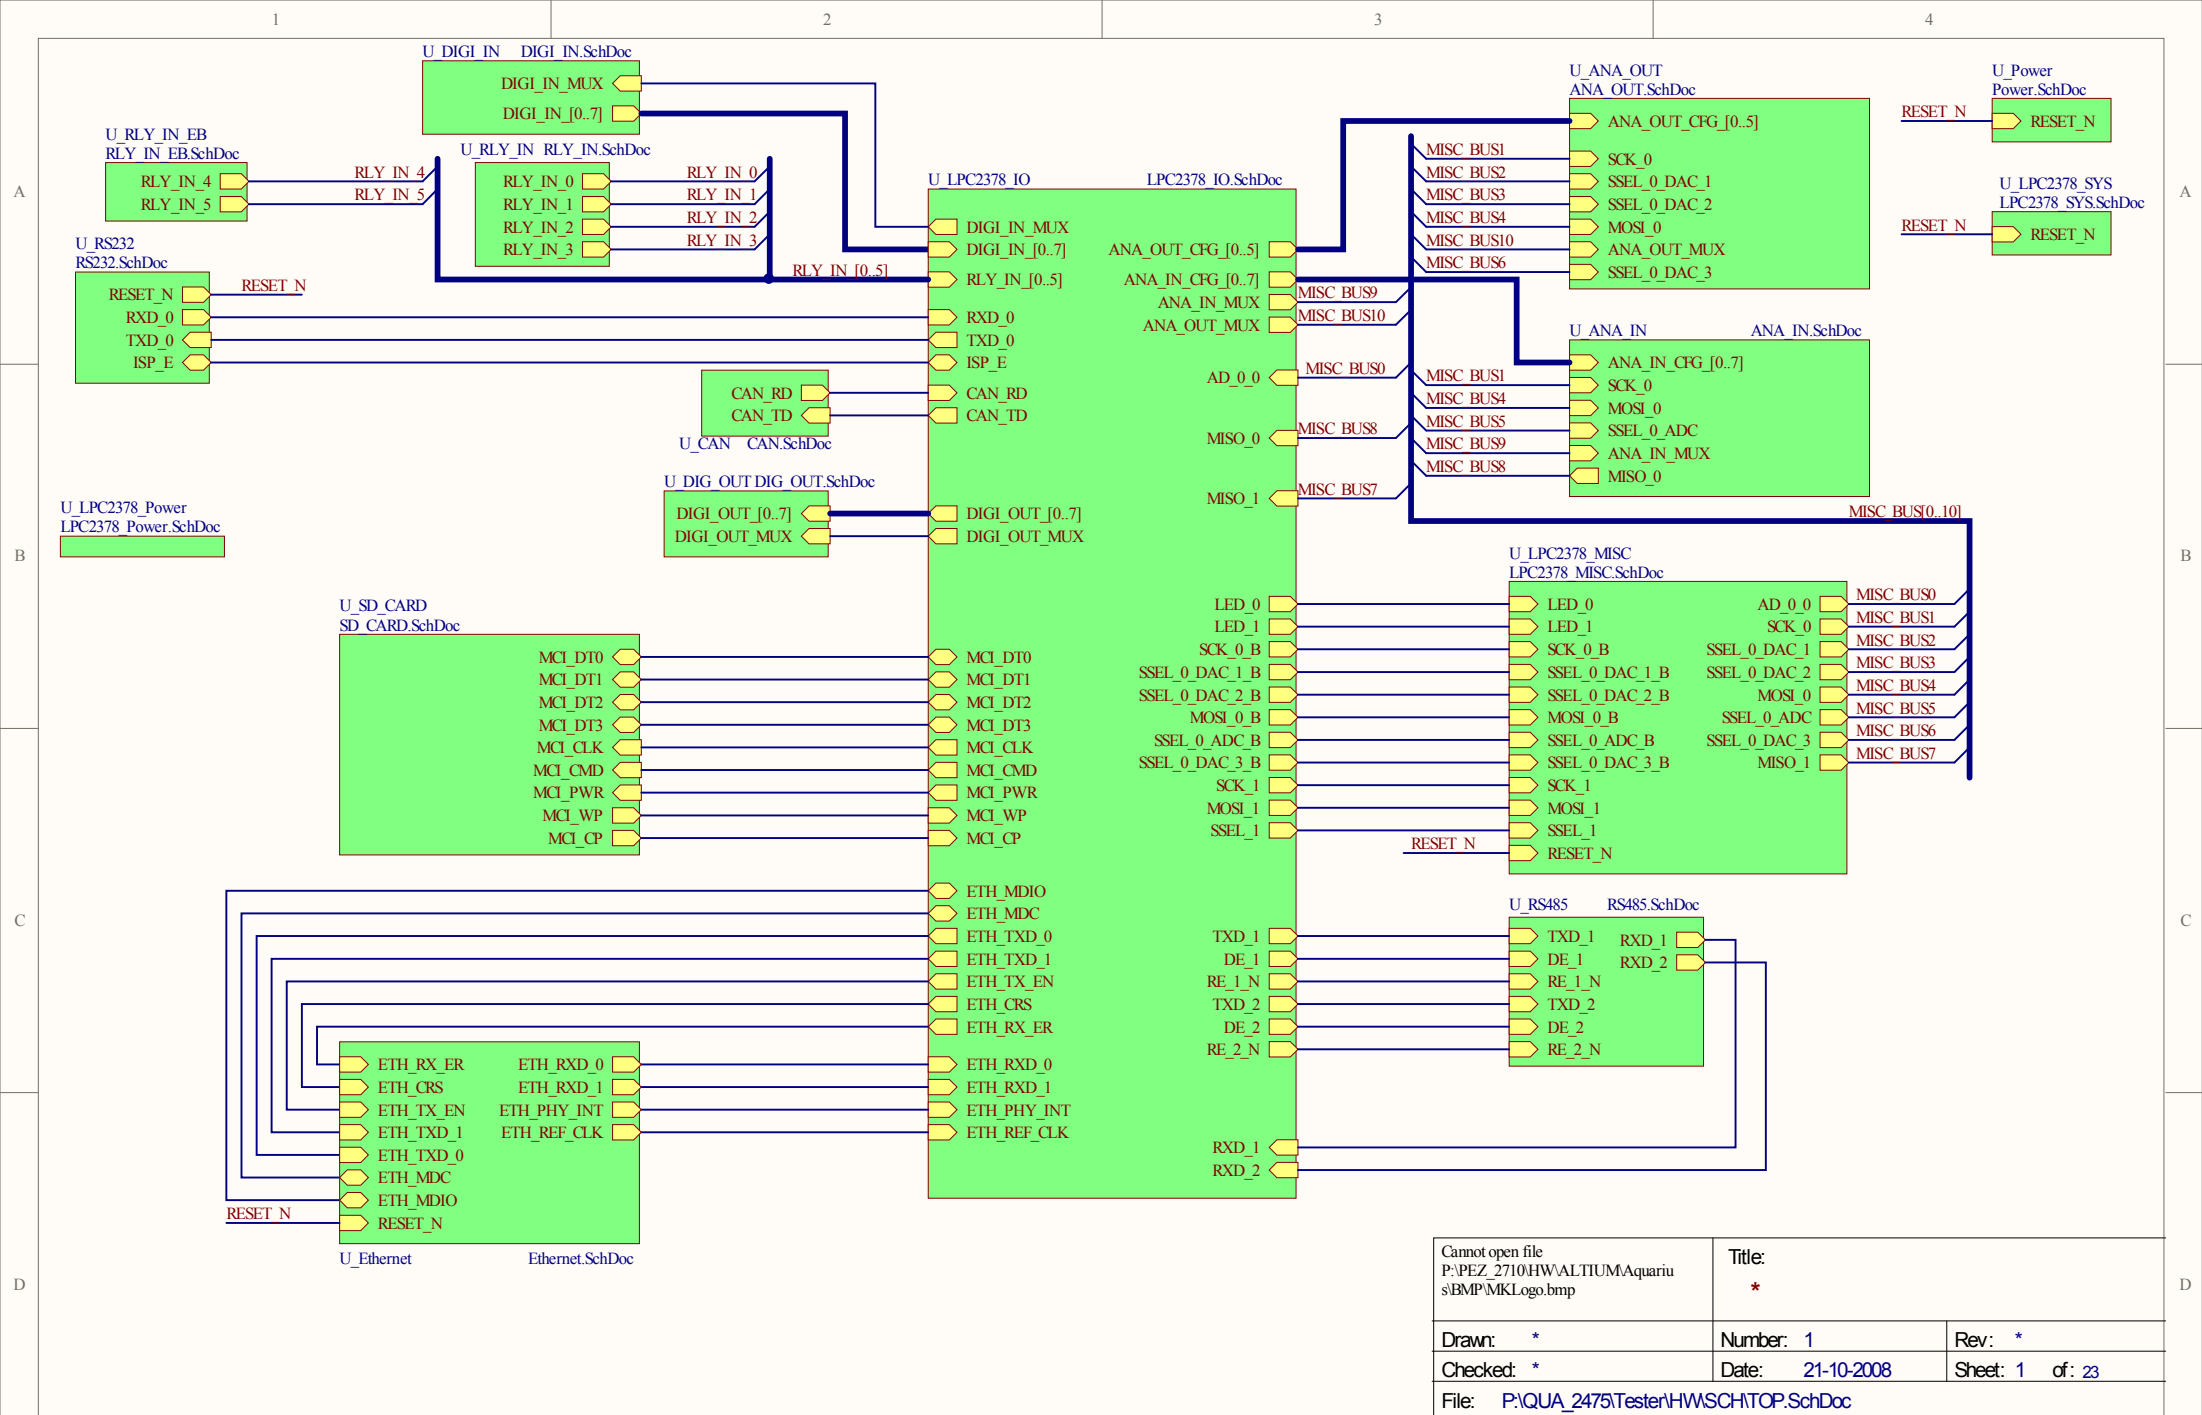 1 2 3 4
A
B
C
D
A
B
C
D
U_DIGI_IN DIGI_IN.SchDoc
DIGI_IN_MUX
DIGI_IN_[0..7]
U_RLY_IN_EB
RLY_IN_EB.SchDoc
RLY_IN_4
RLY_IN_5
RLY_IN_4
RLY_IN_5
U_RLY_IN RLY_IN.SchDoc
RLY_IN_0
RLY_IN_1
RLY_IN_2
RLY_IN_3
RLY_IN_0
RLY_IN_1
RLY_IN_2
RLY_IN_3
RLY_IN_[0..5]
U_RS232
RS232.SchDoc
RESET_N
RXD_0
TXD_0
ISP_E
RESET_N
CAN_RD
CAN_TD
U_CAN CAN.SchDoc
U_DIG_OUT DIG_OUT.SchDoc
DIGI_OUT_[0..7]
DIGI_OUT_MUX
U_LPC2378_Power
LPC2378_Power.SchDoc
U_SD_CARD
SD_CARD.SchDoc
MCI_DT0
MCI_DT1
MCI_DT2
MCI_DT3
MCI_CLK
MCI_CMD
MCI_PWR
MCI_WP
MCI_CP
ETH_RX_ER
ETH_CRS
ETH_TX_EN
ETH_TXD_1
ETH_TXD_0
ETH_MDC
ETH_MDIO
RESET_N
RESET_N
ETH_RXD_0
ETH_RXD_1
ETH_PHY_INT
ETH_REF_CLK
U_Ethernet Ethernet.SchDoc
U_LPC2378_IO LPC2378_IO.SchDoc
DIGI_IN_MUX
DIGI_IN_[0..7]
RLY_IN_[0..5]
RXD_0
TXD_0
ISP_E
CAN_RD
CAN_TD
DIGI_OUT_[0..7]
DIGI_OUT_MUX
MCI_DT0
MCI_DT1
MCI_DT2
MCI_DT3
MCI_CLK
MCI_CMD
MCI_PWR
MCI_WP
MCI_CP
ETH_MDIO
ETH_MDC
ETH_TXD_0
ETH_TXD_1
ETH_TX_EN
ETH_CRS
ETH_RX_ER
ETH_RXD_0
ETH_RXD_1
ETH_PHY_INT
ETH_REF_CLK
ANA_OUT_CFG_[0..5]
ANA_IN_CFG_[0..7]
ANA_IN_MUX
ANA_OUT_MUX
AD_0_0
MISO_0
MISO_1
LED_0
LED_1
SCK_0_B
SSEL_0_DAC_1_B
SSEL_0_DAC_2_B
MOSI_0_B
SSEL_0_ADC_B
SSEL_0_DAC_3_B
SCK_1
MOSI_1
SSEL_1
TXD_1
DE_1
RE_1_N
TXD_2
DE_2
RE_2_N
RXD_1
RXD_2
MISC_BUS9
MISC_BUS10
MISC_BUS0
MISC_BUS8
MISC_BUS7
U_ANA_OUT
ANA_OUT.SchDoc
ANA_OUT_CFG_[0..5]
SCK_0
SSEL_0_DAC_1
SSEL_0_DAC_2
MOSI_0
ANA_OUT_MUX
SSEL_0_DAC_3
MISC_BUS1
MISC_BUS2
MISC_BUS3
MISC_BUS4
MISC_BUS10
MISC_BUS6
U_ANA_IN ANA_IN.SchDoc
ANA_IN_CFG_[0..7]
SCK_0
MOSI_0
SSEL_0_ADC
ANA_IN_MUX
MISO_0
MISC_BUS1
MISC_BUS4
MISC_BUS5
MISC_BUS9
MISC_BUS8
MISC_BUS[0..10]
U_Power
Power.SchDoc
RESET_N
RESET_N
U_LPC2378_SYS
LPC2378_SYS.SchDoc
RESET_N
RESET_N
U_LPC2378_MISC
LPC2378_MISC.SchDoc
LED_0
LED_1
SCK_0_B
SSEL_0_DAC_1_B
SSEL_0_DAC_2_B
MOSI_0_B
SSEL_0_ADC_B
SSEL_0_DAC_3_B
SCK_1
MOSI_1
SSEL_1
RESET_N
RESET_N
AD_0_0
SCK_0
SSEL_0_DAC_1
SSEL_0_DAC_2
MOSI_0
SSEL_0_ADC
SSEL_0_DAC_3
MISO_1
MISC_BUS0
MISC_BUS1
MISC_BUS2
MISC_BUS3
MISC_BUS4
MISC_BUS5
MISC_BUS6
MISC_BUS7
U_RS485 RS485.SchDoc
TXD_1
DE_1
RE_1_N
TXD_2
DE_2
RE_2_N
RXD_1
RXD_2
Cannot open file
P:\PEZ_2710\HW\ALTIUM\Aquariu
s\BMP\MKLogo.bmp
Title:
*
Drawn: * Number: 1 Rev: *
Checked: * Date: 21-10-2008 Sheet: 1 of: 23
File: P:\QUA_2475\Tester\HW\SCH\TOP.SchDoc